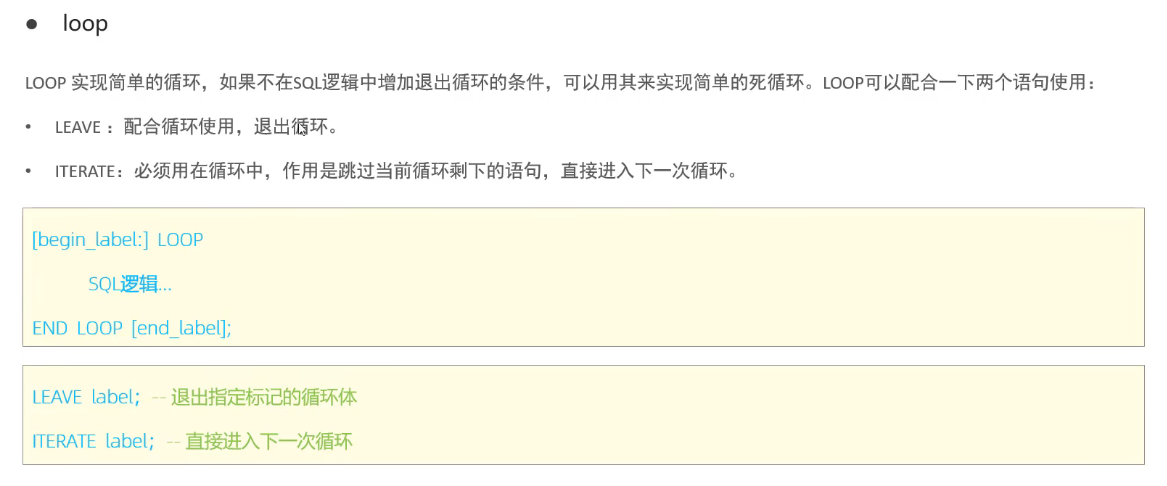 ● loop
LOOP 实现简单的循环，如果不在SQL逻辑中增加退出循环的条件，可以用其来实现简单的死循环。LOOP可以配合一下两个语句使用：
• LEAVE ：配合循环使用，退出循环。
• ITERATE：必须用在循环中，作用是跳过当前循环剩下的语句，直接进入下一次循环。
[begin_label:] LOOP
SQL逻辑...
END LOOP [end_label];
LEAVE label; -- 退出指定标记的循环体
ITERATE label; -- 直接进入下一次循环